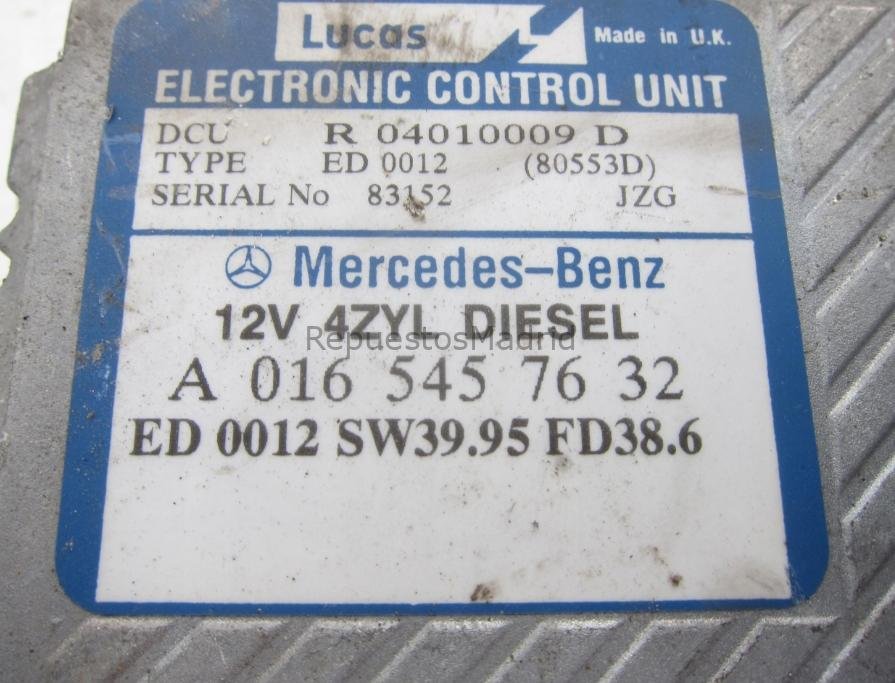 Lucas Made in U.K.
ELECTRONIC CONTROL UNIT
DCU R 04010009 D
TYPE ED 0012 (80553D)
SERIAL No 83152 JZG
Mercedes-Benz
12V 4ZYL DIESEL
RepuestosMadrid
A 016 545 76 32
ED 0012 SW39.95 FD38.6